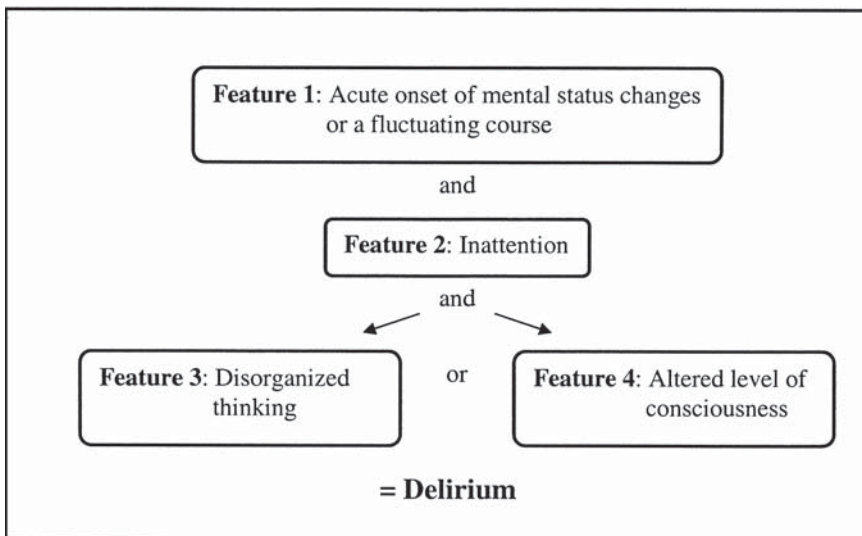 Feature 1: Acute onset of mental status changes
or a fluctuating course
and
Feature 2: Inattention
and
Feature 3: Disorganized
thinking
or
Feature 4: Altered level of
consciousness
= Delirium